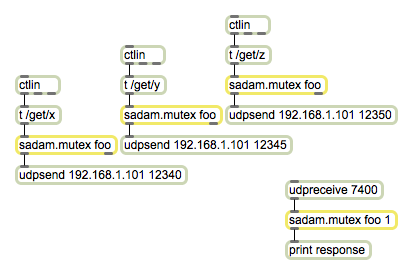 ctlin
t /get/x
sadam.mutex foo
udpsend 192.168.1.101 12340
ctlin
t /get/y
sadam.mutex foo
udpsend 192.168.1.101 12345
ctlin
t /get/z
sadam.mutex foo
udpsend 192.168.1.101 12350
udpreceive 7400
sadam.mutex foo 1
print response